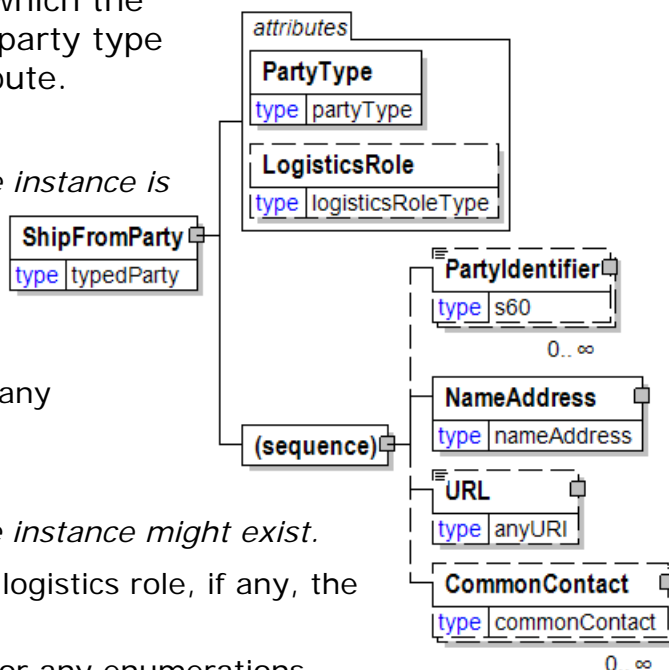 which the
party type
bute.
e instance is
any
e instance might exist.
logistics role, if any, the
or any enumerations
attributes
PartyType
type partyType
LogisticsRole
type logisticsRoleType
ShipFromParty
type typedParty
(sequence)
PartyIdentifier
type s60
0.. ∞
NameAddress
type nameAddress
URL
type anyURI
CommonContact
type commonContact
0.. ∞